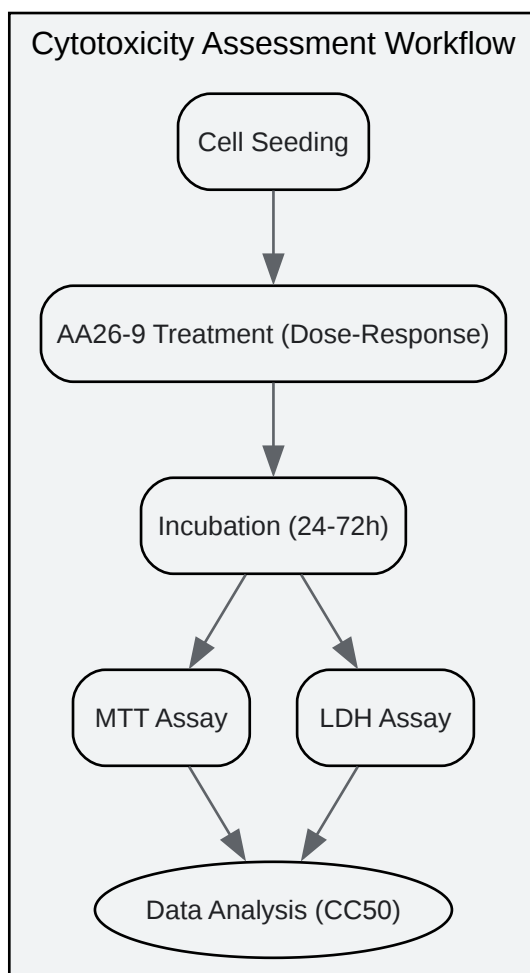 Cytotoxicity Assessment Workflow
Cell Seeding
AA26-9 Treatment (Dose-Response)
Incubation (24-72h)
MTT Assay
LDH Assay
Data Analysis (CC50)